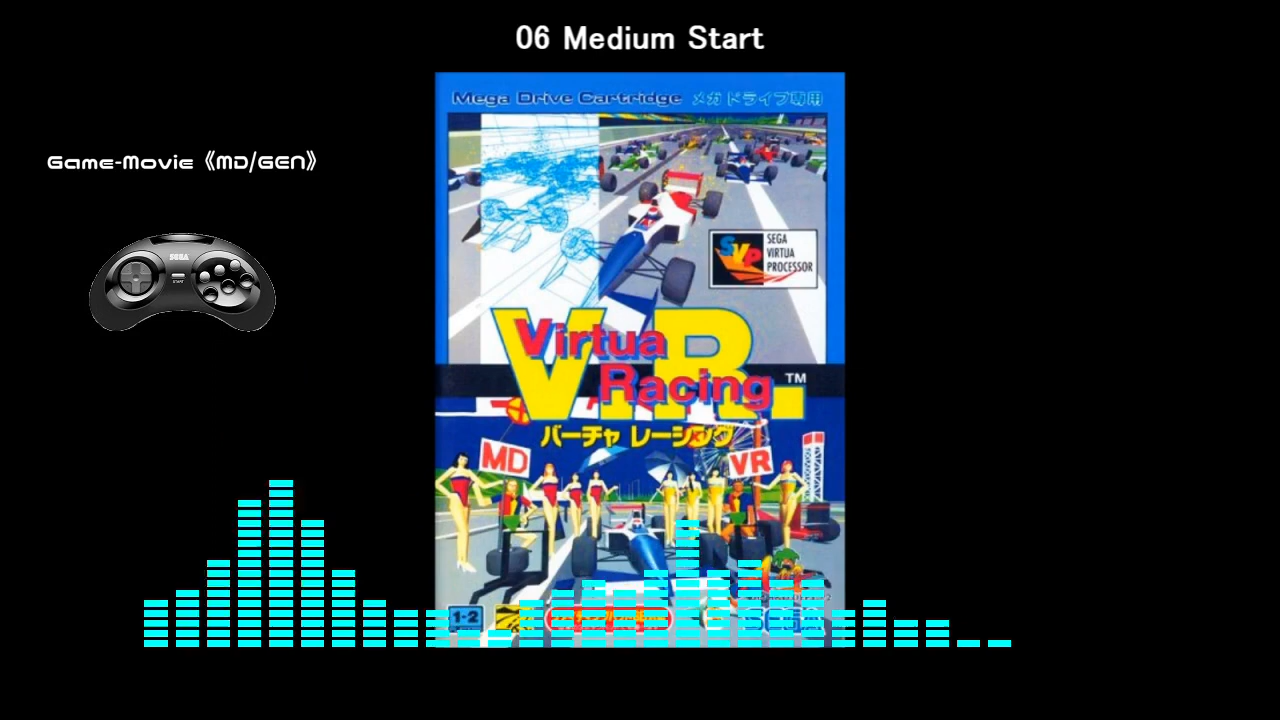 06 Medium Start
Mega Drive Cartridge メガドライブ専用
Game-Movie《MD/GEN》
SVP
SEGA
VIRTUA
PROCESSOR
SEGA
START
V.R.
Virtua
Racing
TM
バーチャ レーシング
MD
VR
1-2